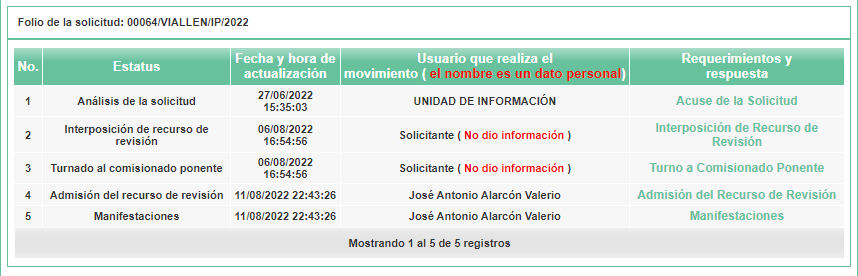 Folio de la solicitud: 00064/VIALLEN/IP/2022
No. Estatus Fecha y hora de actualización Usuario que realiza el movimiento ( el nombre es un dato personal) Requerimientos y respuesta
1 Análisis de la solicitud 27/06/2022 15:35:03 UNIDAD DE INFORMACIÓN Acuse de la Solicitud
2 Interposición de recurso de revisión 06/08/2022 16:54:56 Solicitante ( No dio información ) Interposición de Recurso de Revisión
3 Turnado al comisionado ponente 06/08/2022 16:54:56 Solicitante ( No dio información ) Turno a Comisionado Ponente
4 Admisión del recurso de revisión 11/08/2022 22:43:26 José Antonio Alarcón Valerio Admisión del Recurso de Revisión
5 Manifestaciones 11/08/2022 22:43:26 José Antonio Alarcón Valerio Manifestaciones
Mostrando 1 al 5 de 5 registros